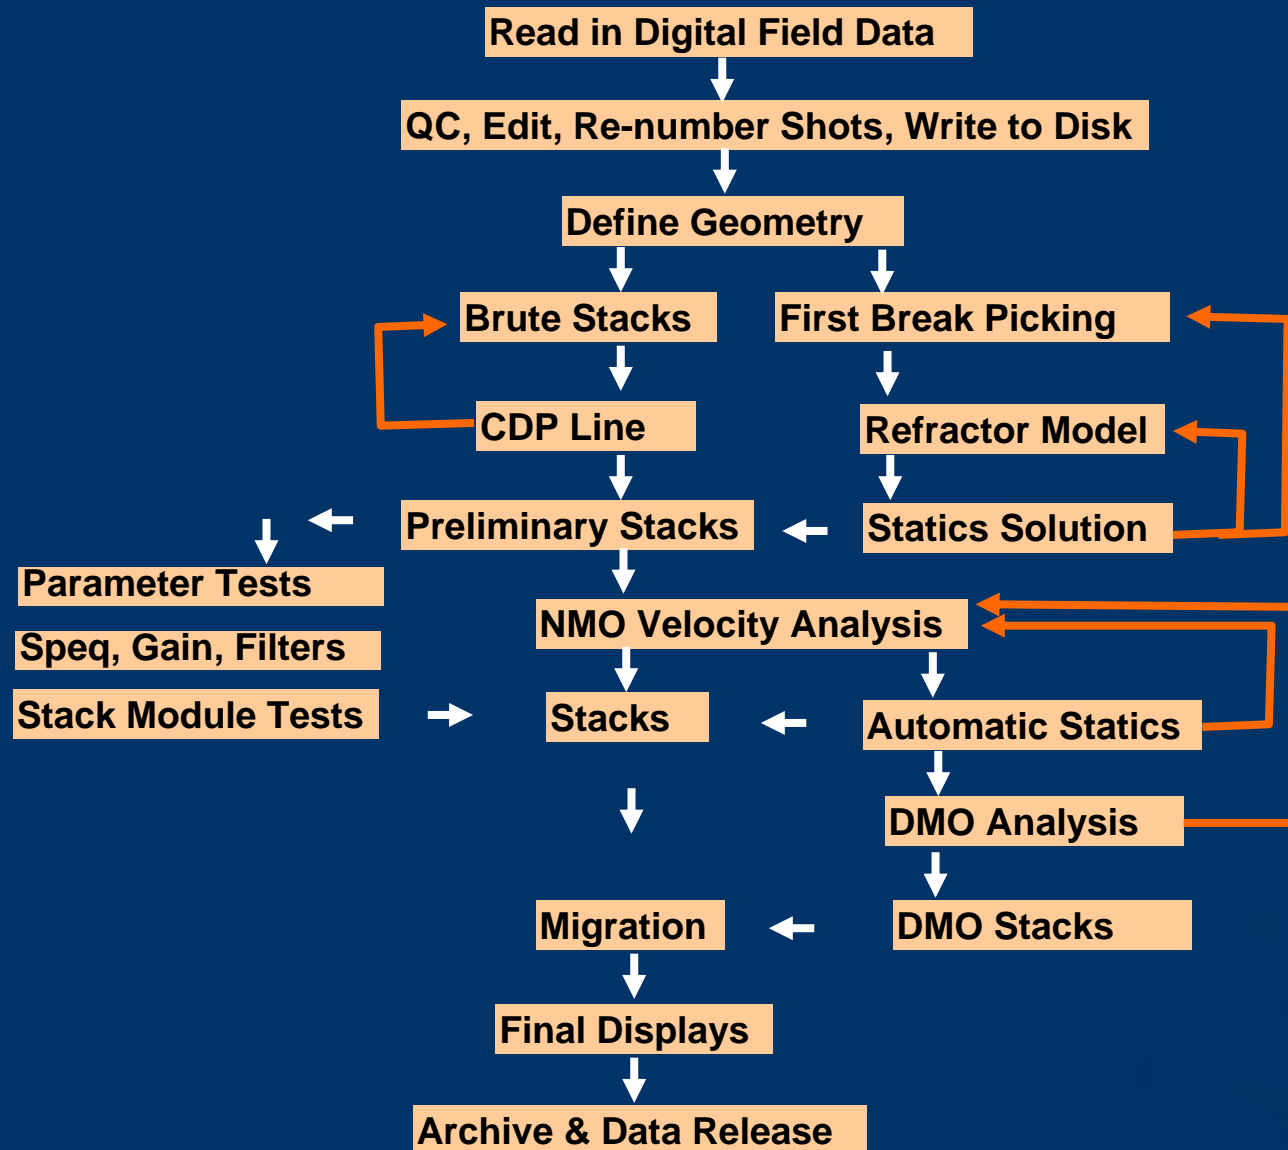 Read in Digital Field Data
QC, Edit, Re-number Shots, Write to Disk
Define Geometry
Brute Stacks
First Break Picking
CDP Line
Refractor Model
Preliminary Stacks
Statics Solution
Parameter Tests
NMO Velocity Analysis
Speq, Gain, Filters
Stack Module Tests
Stacks
Automatic Statics
DMO Analysis
Migration
DMO Stacks
Final Displays
Archive & Data Release